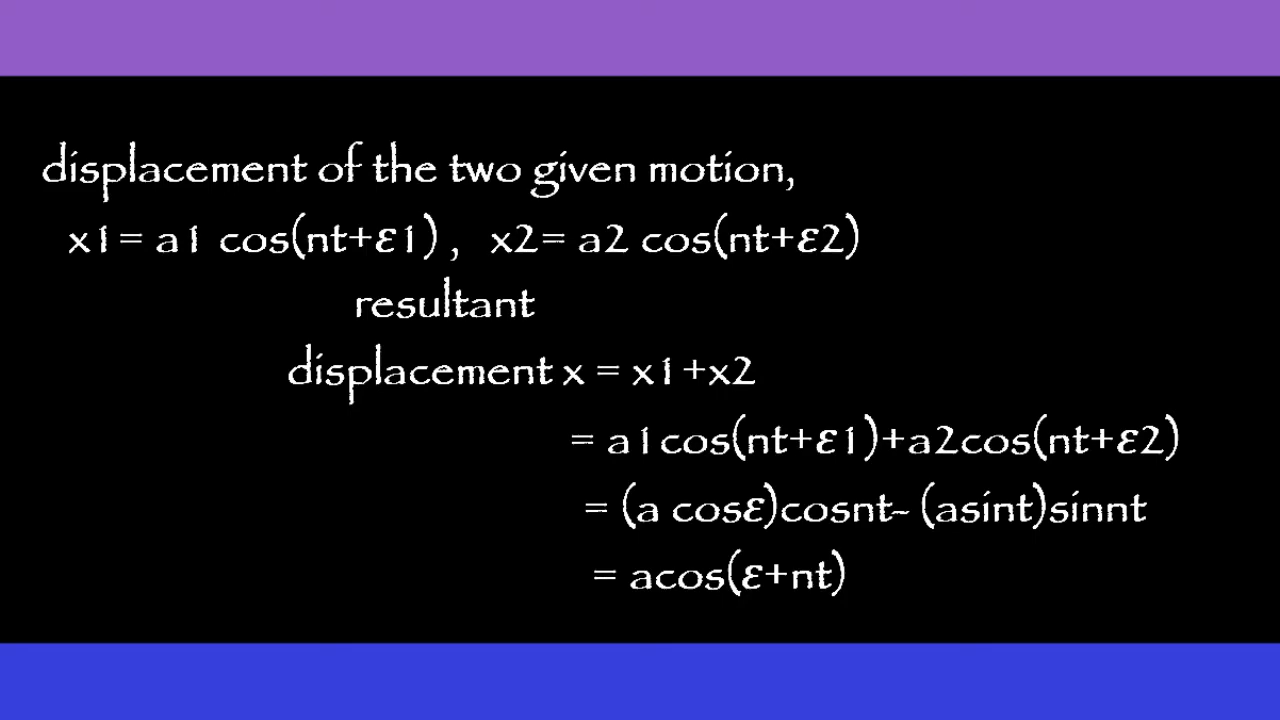 displacement of the two given motion,
x1= a1 cos(nt+ε1) , x2= a2 cos(nt+ε2)
resultant
displacement x = x1+x2
= a1cos(nt+ε1)+a2cos(nt+ε2)
= (a cosε)cosnt- (asint)sinnt
= acos(ε+nt)